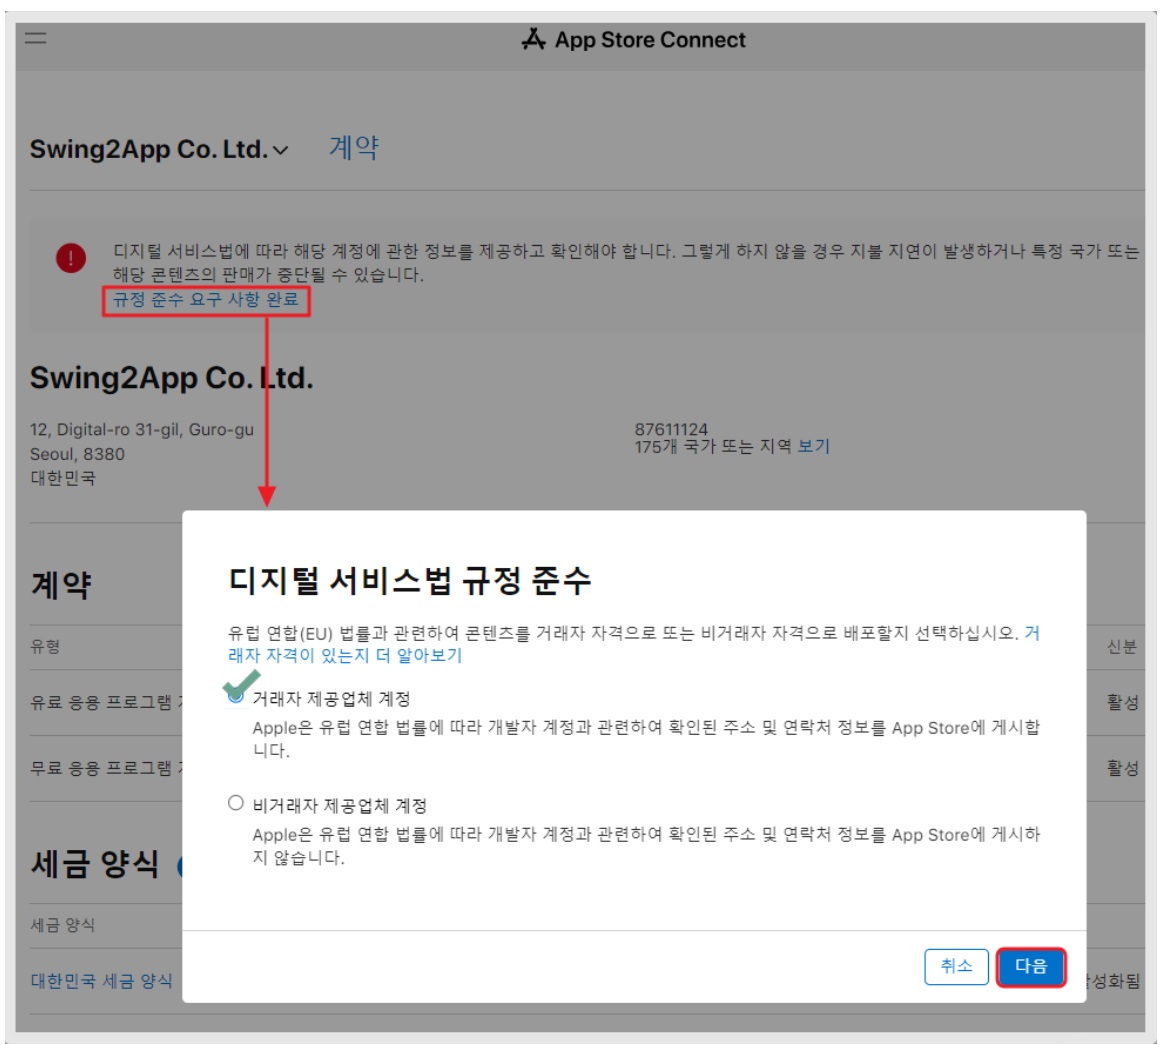 App Store Connect
Swing2App Co. Ltd. 계약
디지털 서비스법에 따라 해당 계정에 관한 정보를 제공하고 확인해야 합니다. 그렇게 하지 않을 경우 지불 지연이 발생하거나 특정 국가 또는
해당 콘텐츠의 판매가 중단될 수 있습니다.
규정 준수 요구 사항 완료
Swing2App Co. Ltd.
12, Digital-ro 31-gil, Guro-gu
Seoul, 8380
대한민국
87611124
175개 국가 또는 지역 보기
디지털 서비스법 규정 준수
유럽 연합(EU) 법률과 관련하여 콘텐츠를 거래자 자격으로 또는 비거래자 자격으로 배포할지 선택하십시오. 거
래자 자격이 있는지 더 알아보기
거래자 제공업체 계정
Apple은 유럽 연합 법률에 따라 개발자 계정과 관련하여 확인된 주소 및 연락처 정보를 App Store에 게시합
니다.
비거래자 제공업체 계정
Apple은 유럽 연합 법률에 따라 개발자 계정과 관련하여 확인된 주소 및 연락처 정보를 App Store에 게시하
지 않습니다.
취소 다음
계약
유형 신분
유료 응용 프로그램 활성
무료 응용 프로그램 활성
세금 양식
세금 양식
대한민국 세금 양식